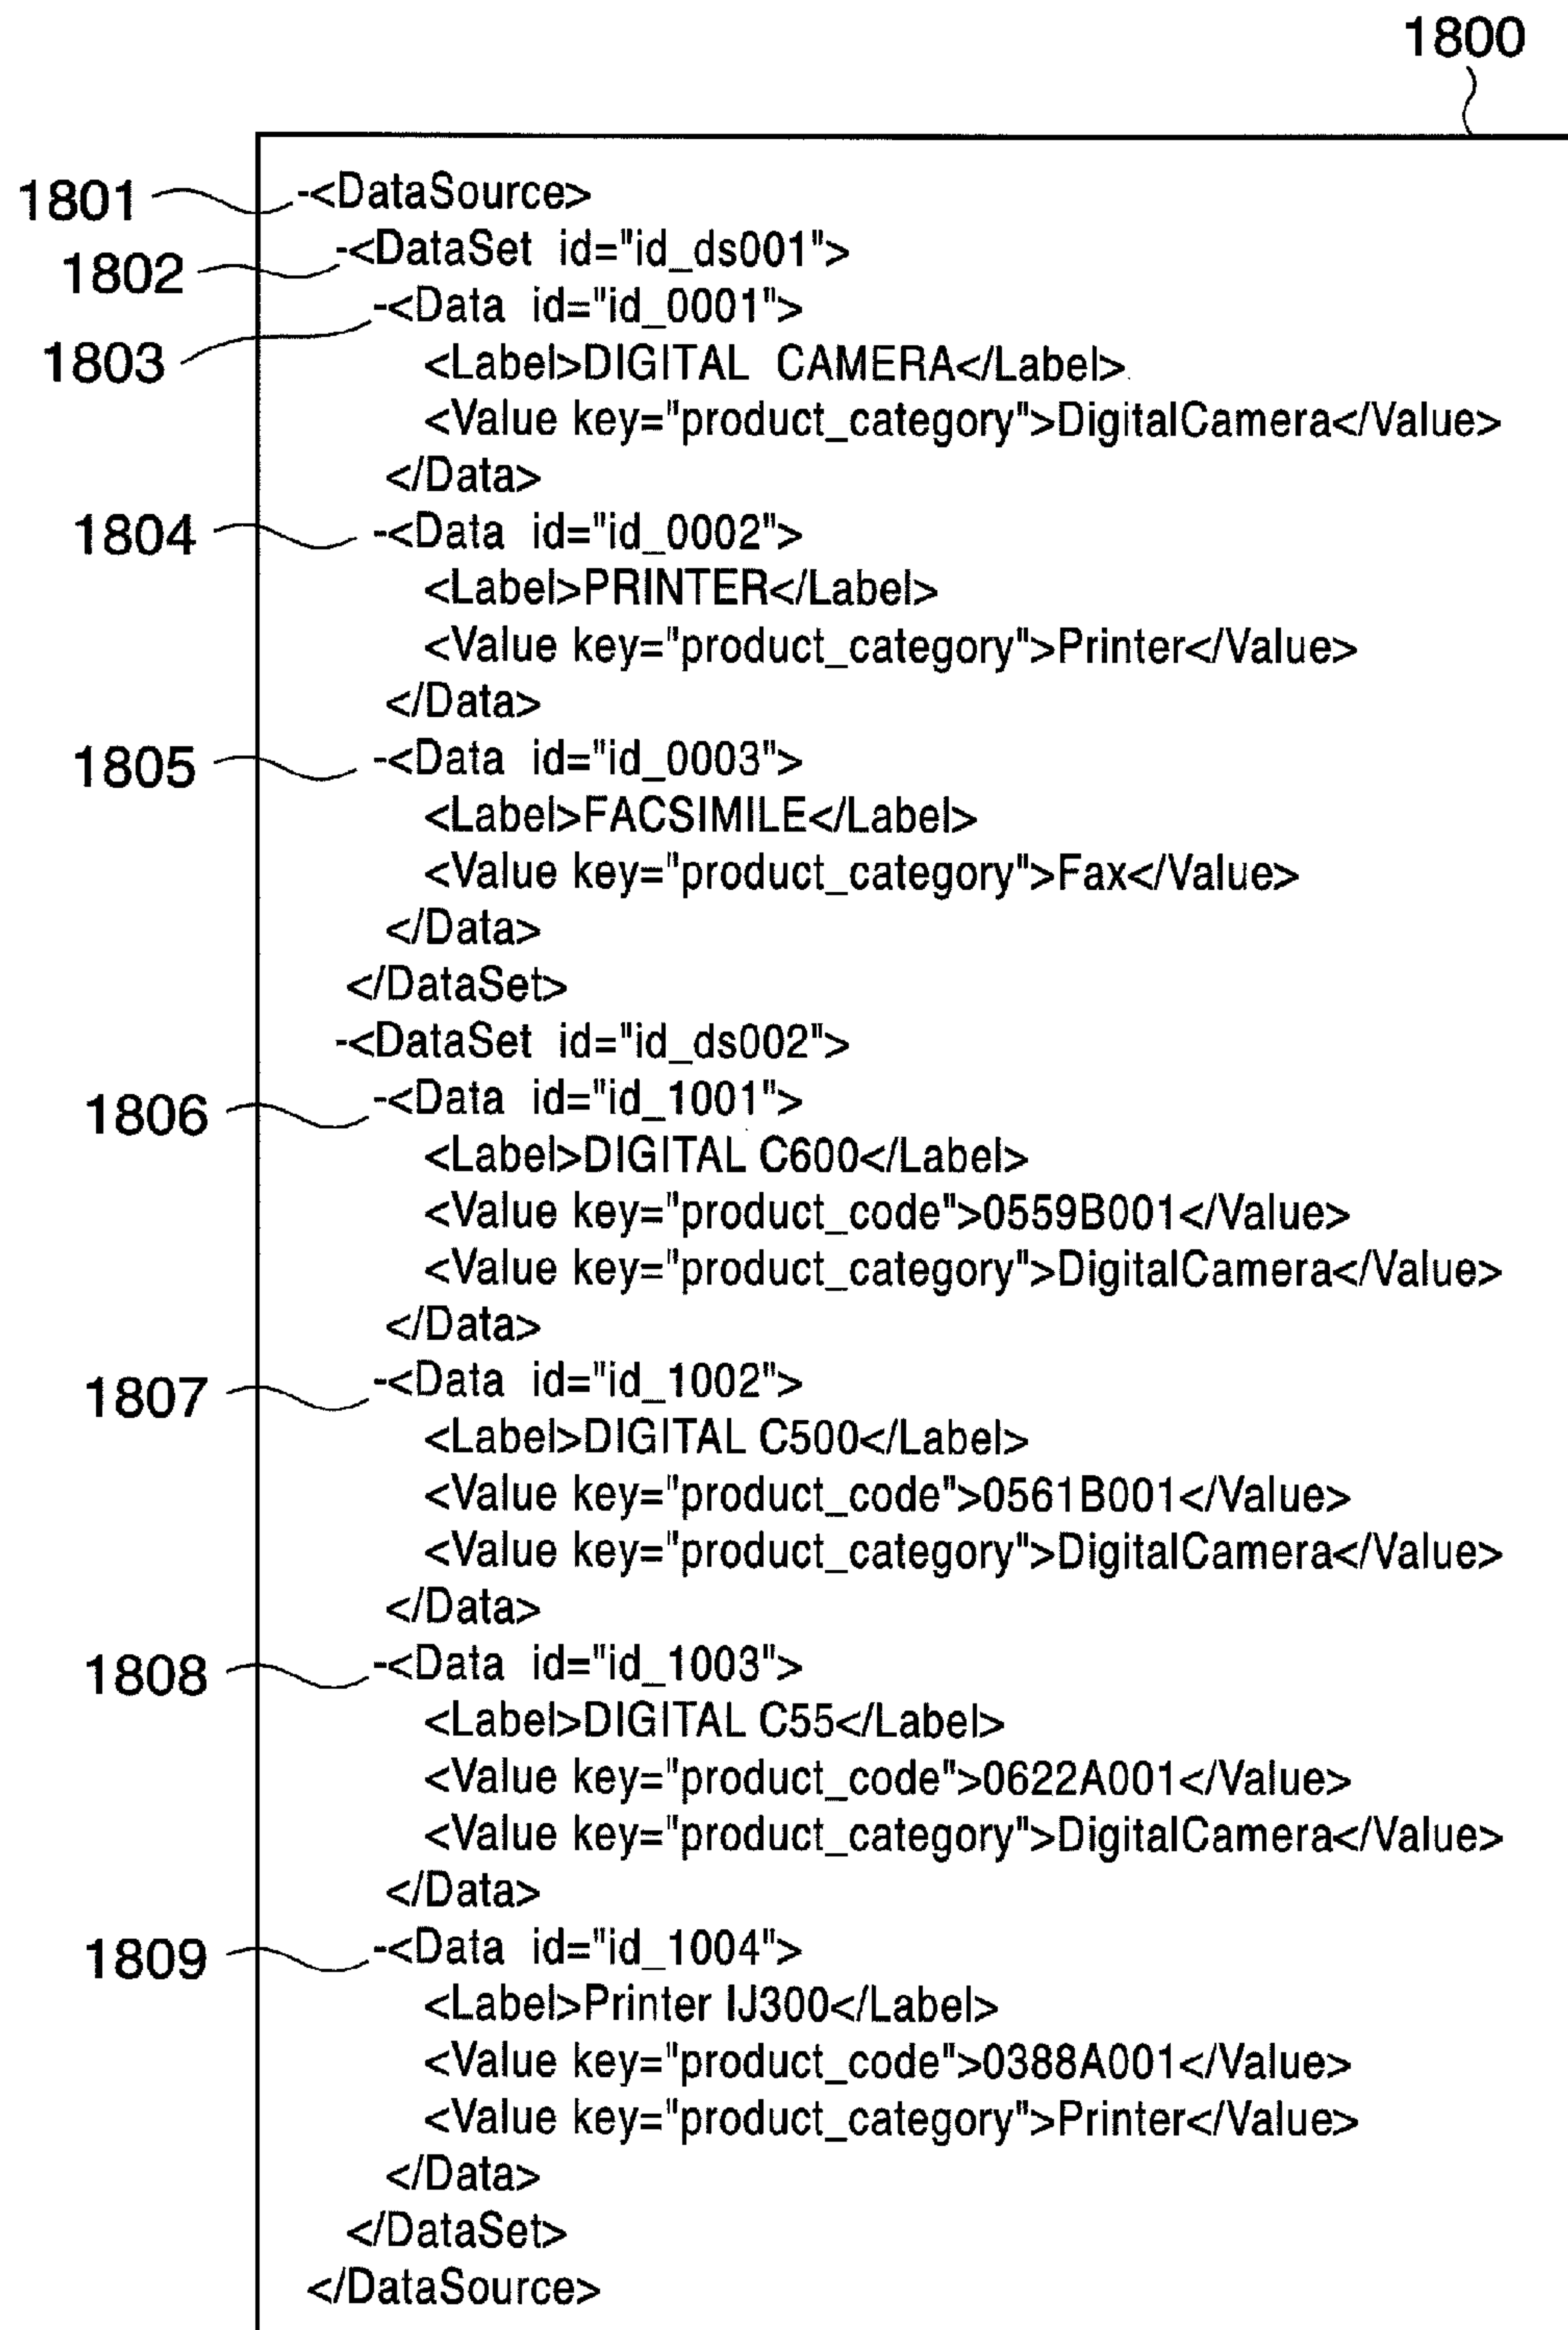 1800
1801 -<DataSource>
1802 -<DataSet id="id_ds001">
1803 -<Data id="id_0001">
<Label>DIGITAL CAMERA</Label>
<Value key="product_category">DigitalCamera</Value>
</Data>
1804 -<Data id="id_0002">
<Label>PRINTER</Label>
<Value key="product_category">Printer</Value>
</Data>
1805 -<Data id="id_0003">
<Label>FACSIMILE</Label>
<Value key="product_category">Fax</Value>
</Data>
</DataSet>
-<DataSet id="id_ds002">
1806 -<Data id="id_1001">
<Label>DIGITAL C600</Label>
<Value key="product_code">0559B001</Value>
<Value key="product_category">DigitalCamera</Value>
</Data>
1807 -<Data id="id_1002">
<Label>DIGITAL C500</Label>
<Value key="product_code">0561B001</Value>
<Value key="product_category">DigitalCamera</Value>
</Data>
1808 -<Data id="id_1003">
<Label>DIGITAL C55</Label>
<Value key="product_code">0622A001</Value>
<Value key="product_category">DigitalCamera</Value>
</Data>
1809 -<Data id="id_1004">
<Label>Printer IJ300</Label>
<Value key="product_code">0388A001</Value>
<Value key="product_category">Printer</Value>
</Data>
</DataSet>
</DataSource>